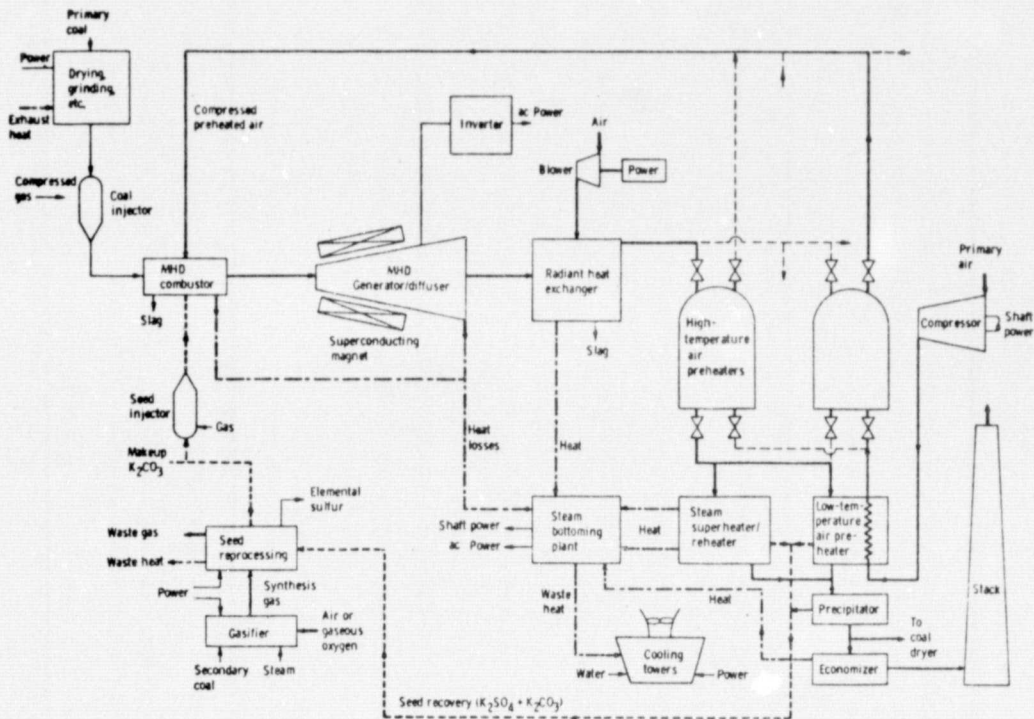 Primary
coal
Power
Drying,
grinding,
etc.
Exhaust
heat
Compressed
preheated air
Inverter
ac Power
Air
Blower
Power
Compressed
gas
Coal
injector
MHD
combustor
Slag
MHD
Generator/diffuser
Superconducting
magnet
Radiant heat
exchanger
Slag
High-
temperature
air
preheaters
Primary
air
Compressor
Shaft
power
Seed
injector
Gas
Makeup
K2CO3
Heat
losses
Heat
Elemental
sulfur
Waste gas
Seed
reprocessing
Waste heat
Power
Synthesis
gas
Gasifier
Air or
gaseous
oxygen
Secondary
coal
Steam
Shaft power
ac Power
Steam
bottoming
plant
Heat
Steam
superheater/
reheater
Low-tem-
perature
air pre-
heater
Waste
heat
Heat
Precipitator
To
coal
dryer
Economizer
Stack
Cooling
towers
Water
Power
Seed recovery (K2SO4 + K2CO3)